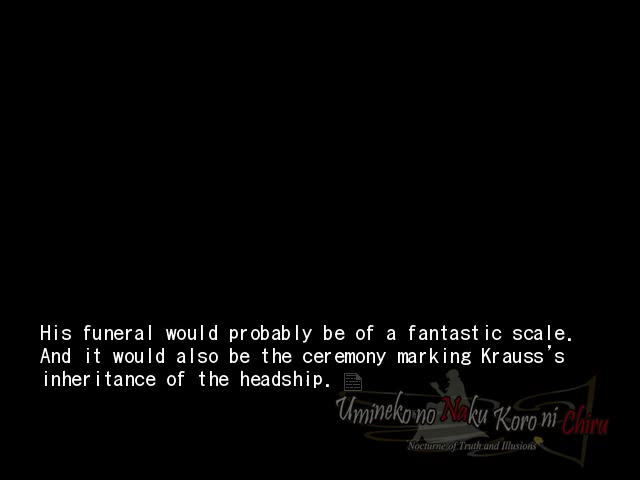 His funeral would probably be of a fantastic scale.
And it would also be the ceremony marking Krauss's
inheritance of the headship.
Umineko no Naku Koro ni Chiru
Nocturne of Truth and Illusions